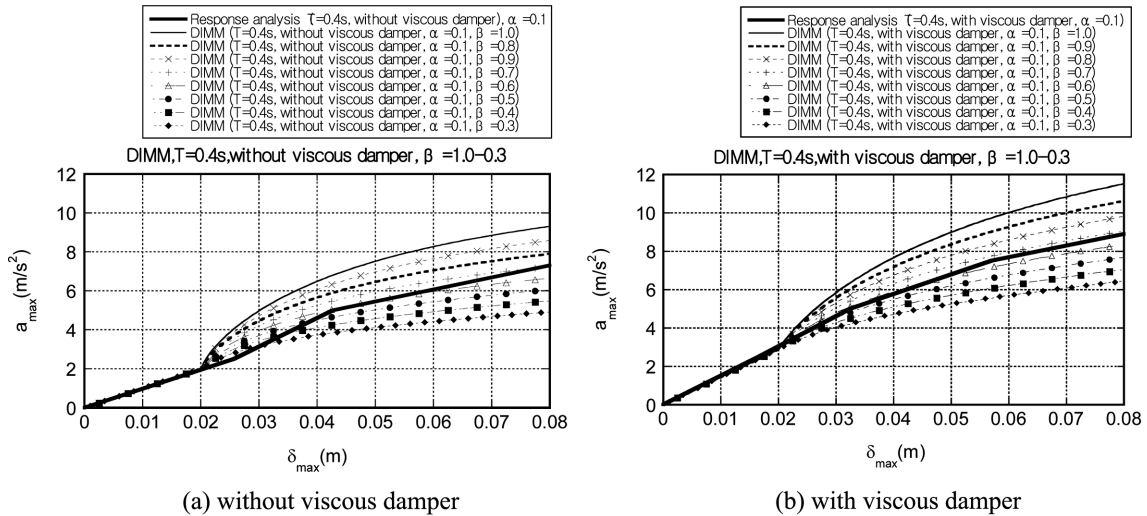 Response analysis T=0.4s, without viscous damper), α =0.1
DIMM (T=0.4s, without viscous damper, α =0.1, β =1.0)
DIMM (T=0.4s, without viscous damper, α =0.1, β =0.8)
DIMM (T=0.4s, without viscous damper, α =0.1, β =0.9)
DIMM (T=0.4s, without viscous damper, α =0.1, β =0.7)
DIMM (T=0.4s, without viscous damper, α =0.1, β =0.6)
DIMM (T=0.4s, without viscous damper, α =0.1, β =0.5)
DIMM (T=0.4s, without viscous damper, α =0.1, β =0.4)
DIMM (T=0.4s, without viscous damper, α =0.1, β =0.3)
DIMM,T=0.4s,without viscous damper, β =1.0-0.3
12
10
8
6
4
2
0
a_max(m/s²)
0 0.01 0.02 0.03 0.04 0.05 0.06 0.07 0.08
δ_max(m)
(a) without viscous damper
Response analysis T=0.4s, with viscous damper, α =0.1)
DIMM (T=0.4s, with viscous damper, α =0.1, β =1.0)
DIMM (T=0.4s, with viscous damper, α =0.1, β =0.9)
DIMM (T=0.4s, with viscous damper, α =0.1, β =0.8)
DIMM (T=0.4s, with viscous damper, α =0.1, β =0.7)
DIMM (T=0.4s, with viscous damper, α =0.1, β =0.6)
DIMM (T=0.4s, with viscous damper, α =0.1, β =0.5)
DIMM (T=0.4s, with viscous damper, α =0.1, β =0.4)
DIMM (T=0.4s, with viscous damper, α =0.1, β =0.3)
DIMM,T=0.4s,with viscous damper, β =1.0-0.3
12
10
8
6
4
2
0
a_max(m/s²)
0 0.01 0.02 0.03 0.04 0.05 0.06 0.07 0.08
δ_max(m)
(b) with viscous damper